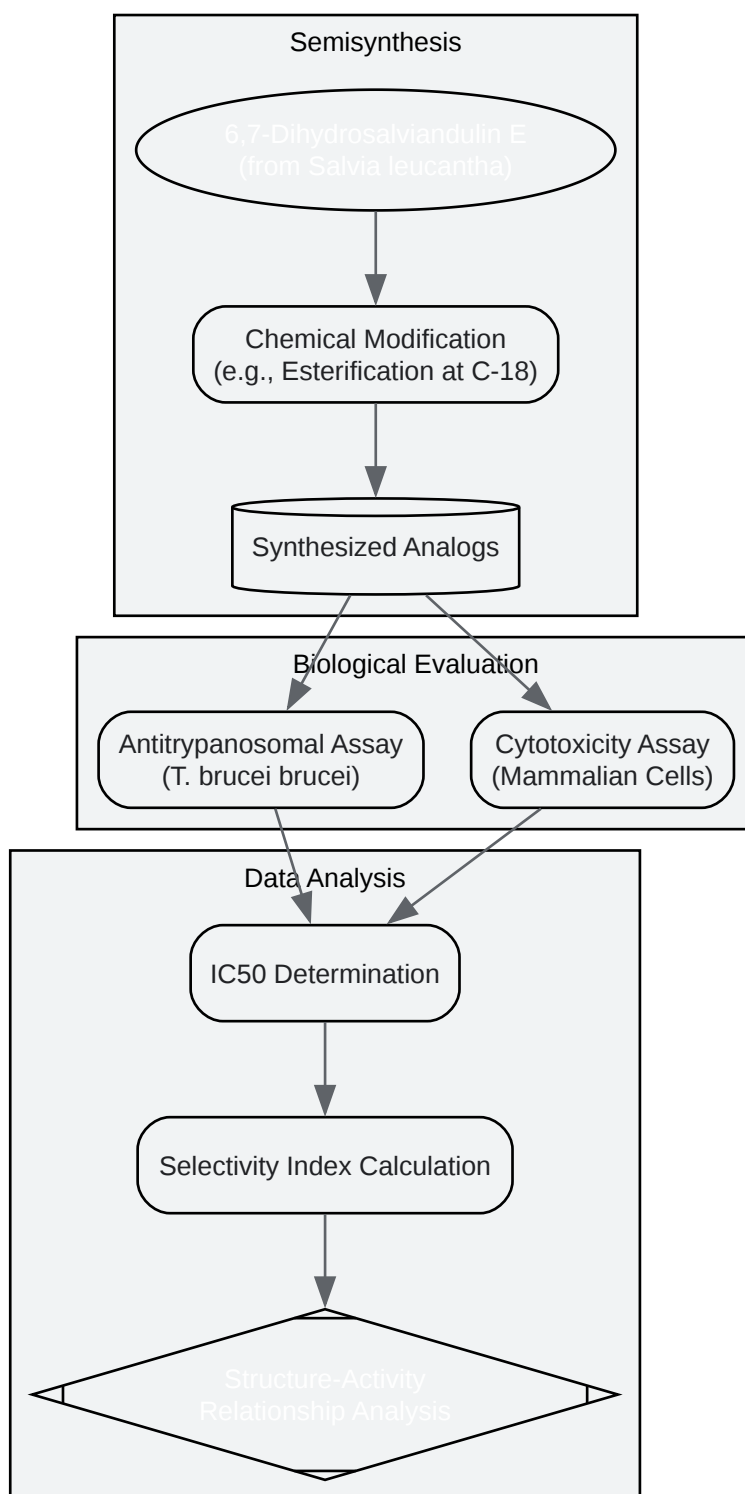 Semisynthesis
6,7-Dihydrosalviandulin E
(from Salvia leucantha)
Chemical Modification
(e.g., Esterification at C-18)
Synthesized Analogs
Biological Evaluation
Antitrypanosomal Assay
(T. brucei brucei)
Cytotoxicity Assay
(Mammalian Cells)
Data Analysis
IC50 Determination
Selectivity Index Calculation
Structure-Activity
Relationship Analysis